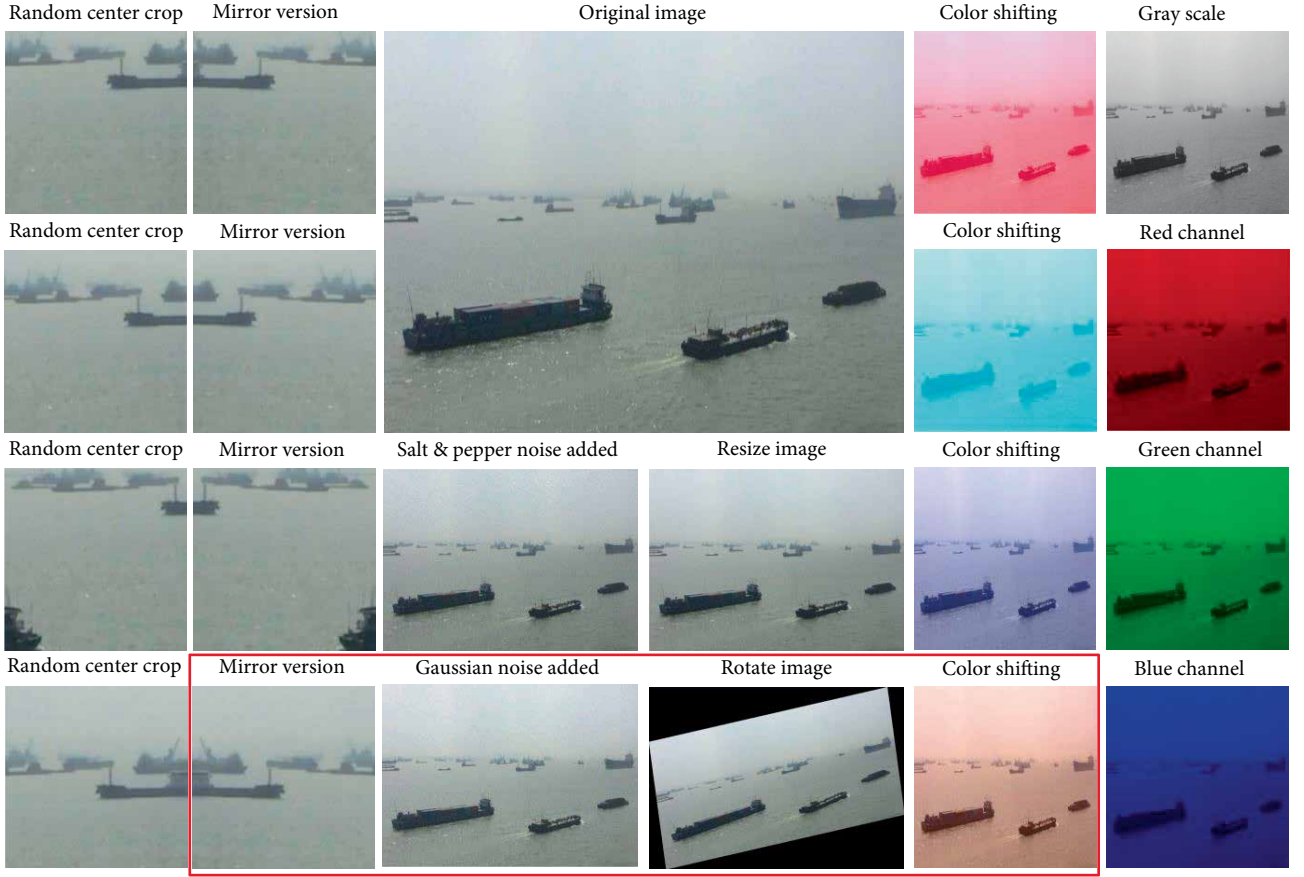 Random center crop
Mirror version
Original image
Color shifting
Gray scale
Random center crop
Mirror version
Color shifting
Red channel
Random center crop
Mirror version
Salt & pepper noise added
Resize image
Color shifting
Green channel
Random center crop
Mirror version
Gaussian noise added
Rotate image
Color shifting
Blue channel